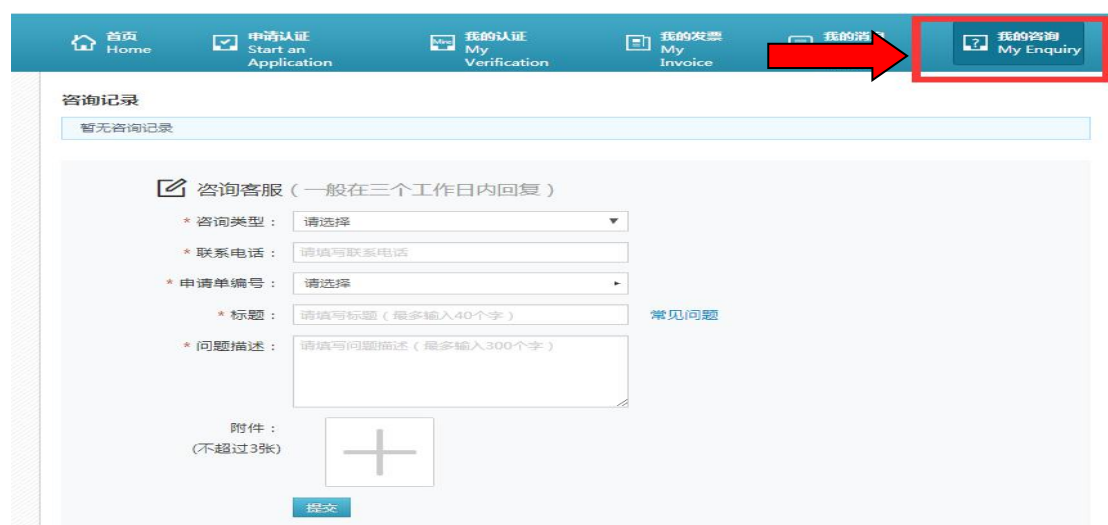 首页
Home
申请认证
Start an
Application
我的认证
My
Verification
我的发票
My
Invoice
我的消息
我的咨询
My Enquiry
咨询记录
暂无咨询记录
咨询客服（一般在三个工作日内回复）
* 咨询类型： 请选择
* 联系电话： 请填写联系电话
* 申请单编号： 请选择
* 标题： 请填写标题（最多输入40个字） 常见问题
* 问题描述： 请填写问题描述（最多输入300个字）
附件：
(不超过3张)
提交